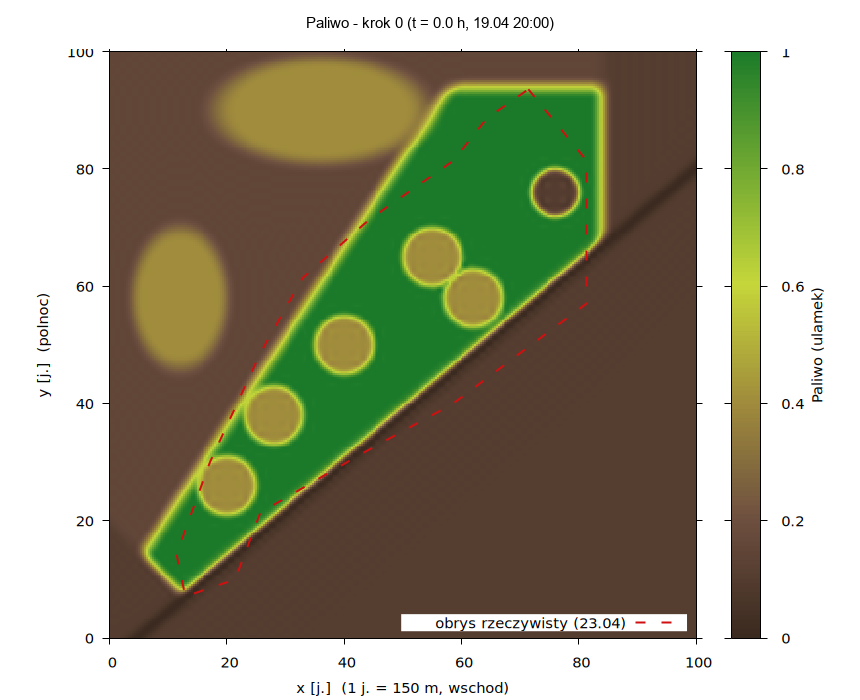 Paliwo - krok 0 (t = 0.0 h, 19.04 20:00)
100
80
60
40
20
0
y [j.] (polnoc)
0 20 40 60 80 100
x [j.] (1 j. = 150 m, wschod)
obrys rzeczywisty (23.04)
1
0.8
0.6
0.4
0.2
0
Paliwo (ulamek)